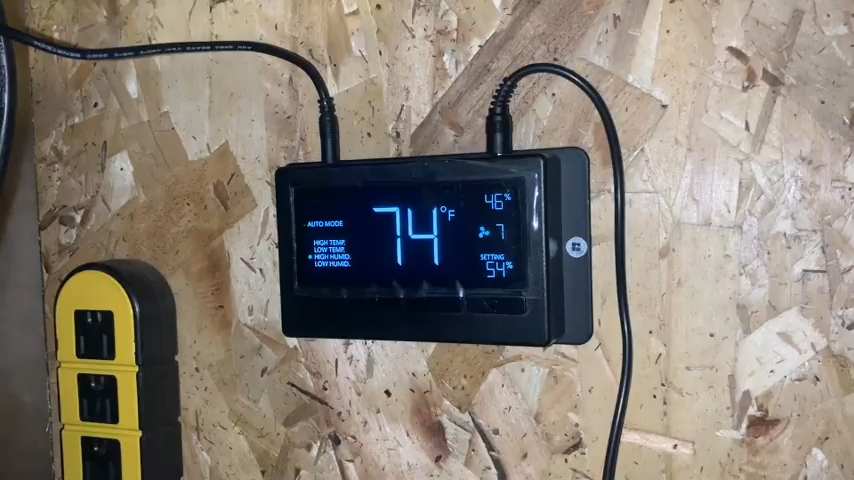 46%
AUTO MODE
74°F
7
HIGH TEMP.
LOW TEMP.
HIGH HUMID.
LOW HUMID.
SETTING
54%